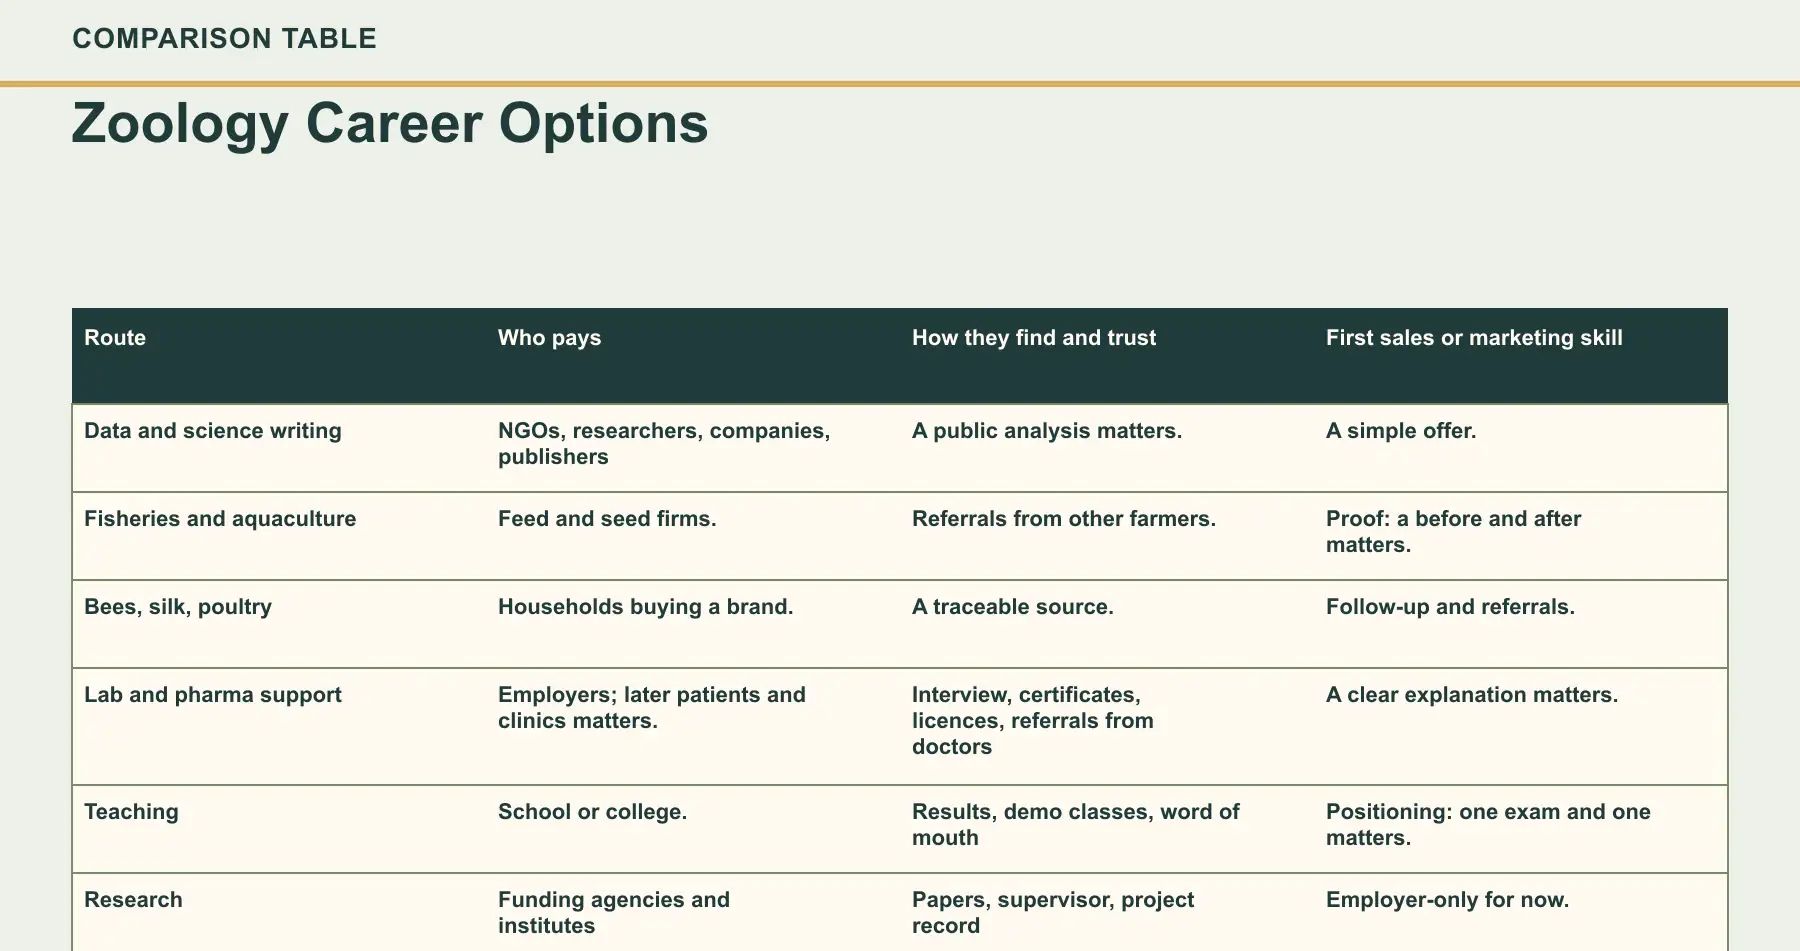 COMPARISON TABLE
Zoology Career Options
Route
Who pays
How they find and trust
First sales or marketing skill
Data and science writing
NGOs, researchers, companies,
publishers
A public analysis matters.
A simple offer.
Fisheries and aquaculture
Feed and seed firms.
Referrals from other farmers.
Proof: a before and after
matters.
Bees, silk, poultry
Households buying a brand.
A traceable source.
Follow-up and referrals.
Lab and pharma support
Employers; later patients and
clinics matters.
Interview, certificates,
licences, referrals from
doctors
A clear explanation matters.
Teaching
School or college.
Results, demo classes, word of
mouth
Positioning: one exam and one
matters.
Research
Funding agencies and
institutes
Papers, supervisor, project
record
Employer-only for now.